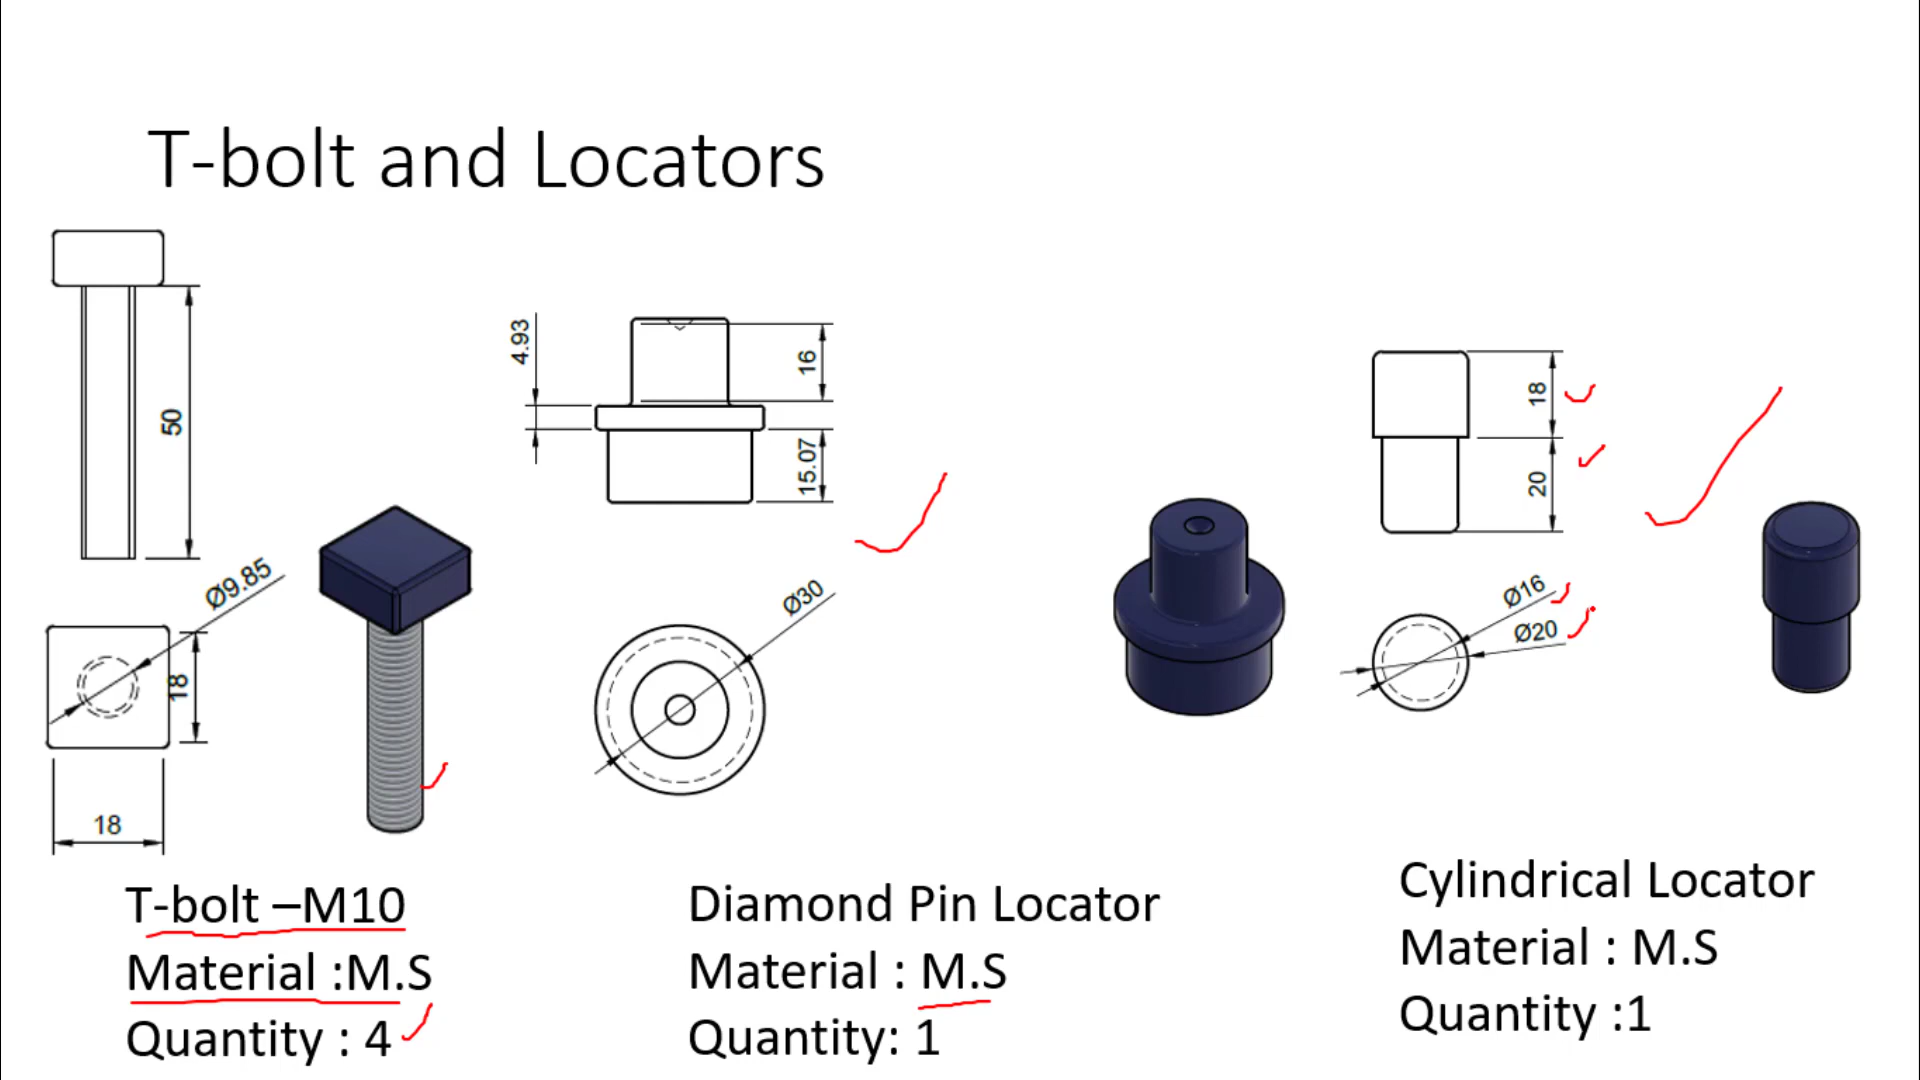 T-bolt and Locators
50
Ø9.85
18
18
4.93
16
15.07
Ø30
18
20
Ø16
Ø20
T-bolt –M10
Material :M.S
Quantity : 4
Diamond Pin Locator
Material : M.S
Quantity: 1
Cylindrical Locator
Material : M.S
Quantity :1